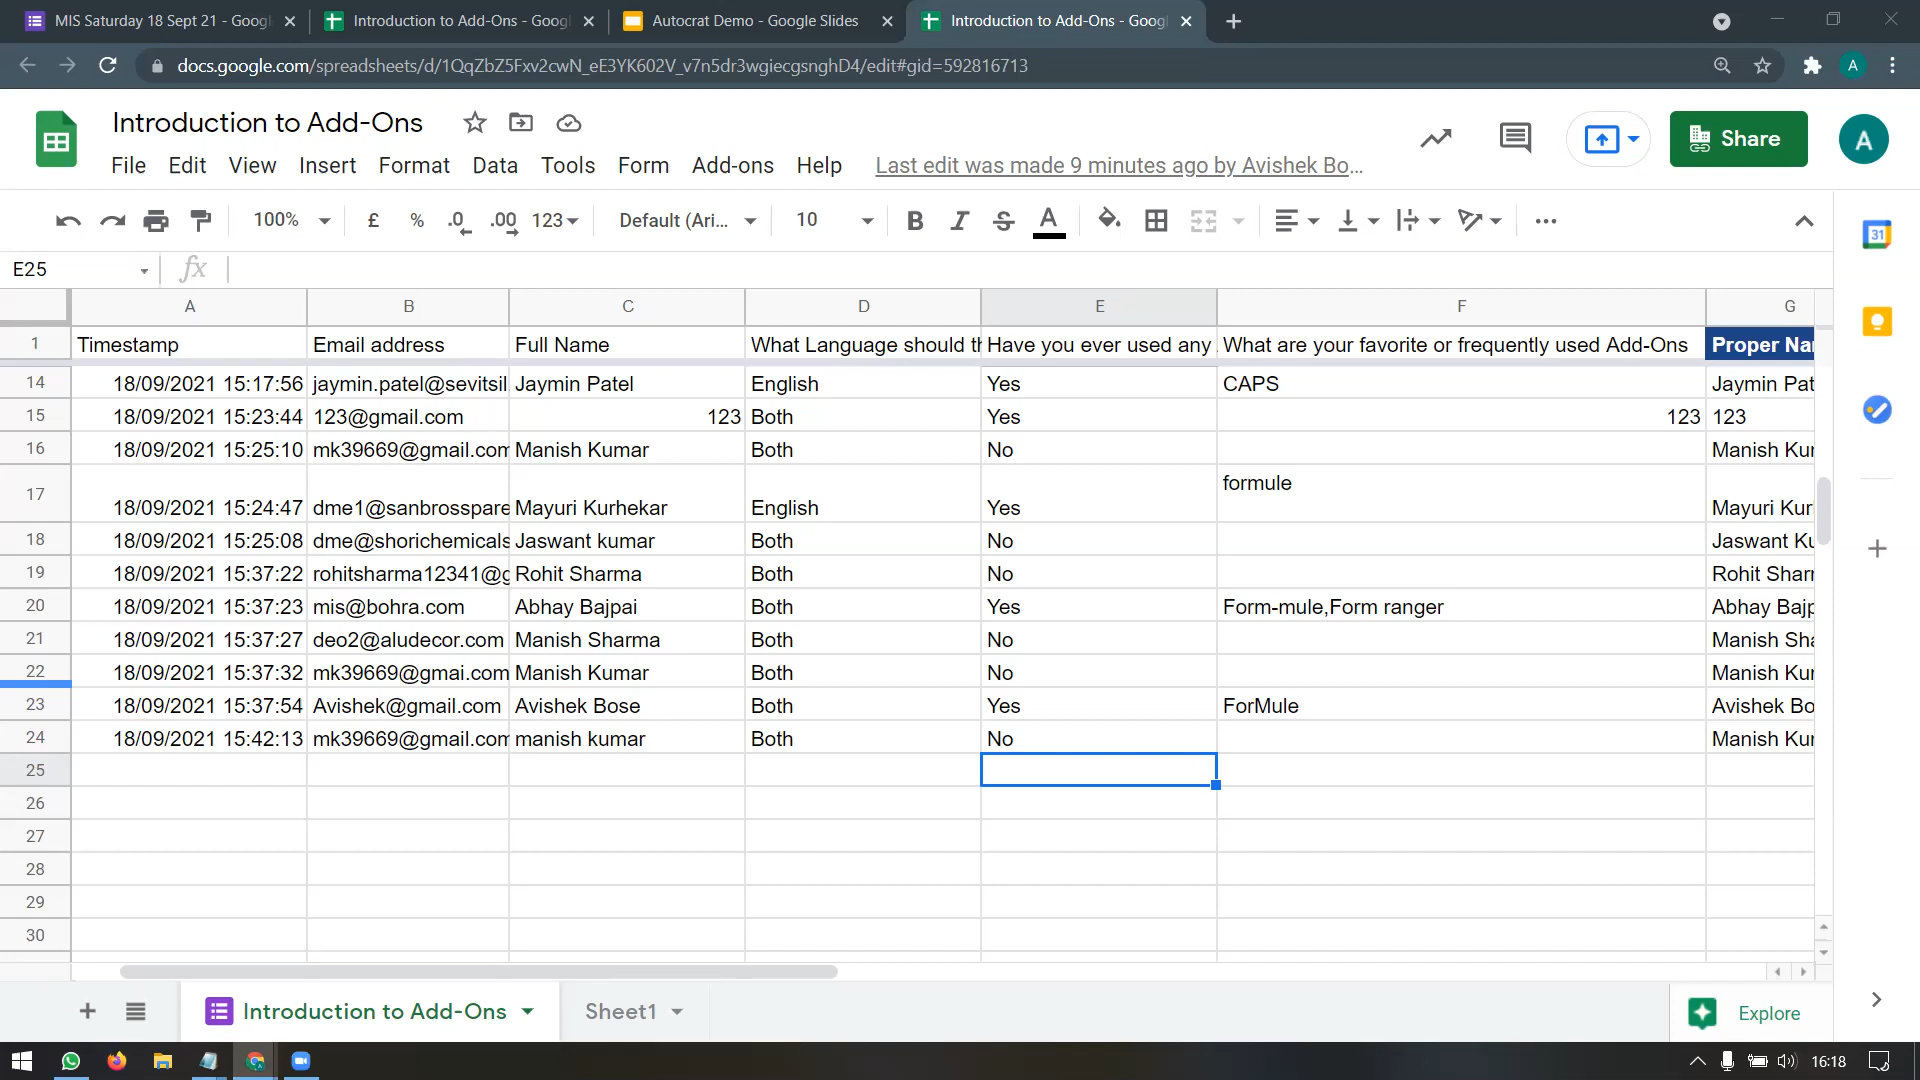 MIS Saturday 18 Sept 21 - Googl
Introduction to Add-Ons - Googl
Autocrat Demo - Google Slides
Introduction to Add-Ons - Googl
docs.google.com/spreadsheets/d/1QqZbZ5Fxv2cwN_eE3YK602V_v7n5dr3wgiecgsnghD4/edit#gid=592816713
A
Introduction to Add-Ons
File Edit View Insert Format Data Tools Form Add-ons Help Last edit was made 9 minutes ago by Avishek Bo...
Share
A
100% £ % .0 .00 123 Default (Ari... 10 B I S A
31
E25 fx
A B C D E F G
1 Timestamp Email address Full Name What Language should th Have you ever used any What are your favorite or frequently used Add-Ons Proper Nar
14 18/09/2021 15:17:56 jaymin.patel@sevitsil Jaymin Patel English Yes CAPS Jaymin Pat
15 18/09/2021 15:23:44 123@gmail.com 123 Both Yes 123 123
16 18/09/2021 15:25:10 mk39669@gmail.com Manish Kumar Both No Manish Kur
17 18/09/2021 15:24:47 dme1@sanbrosspare Mayuri Kurhekar English Yes formule Mayuri Kur
18 18/09/2021 15:25:08 dme@shorichemicals Jaswant kumar Both No Jaswant Ku
19 18/09/2021 15:37:22 rohitsharma12341@g Rohit Sharma Both No Rohit Sharr
20 18/09/2021 15:37:23 mis@bohra.com Abhay Bajpai Both Yes Form-mule,Form ranger Abhay Bajp
21 18/09/2021 15:37:27 deo2@aludecor.com Manish Sharma Both No Manish Sha
22 18/09/2021 15:37:32 mk39669@gmai.com Manish Kumar Both No Manish Kur
23 18/09/2021 15:37:54 Avishek@gmail.com Avishek Bose Both Yes ForMule Avishek Bo
24 18/09/2021 15:42:13 mk39669@gmail.com manish kumar Both No Manish Kur
25
26
27
28
29
30
Introduction to Add-Ons Sheet1 Explore
16:18